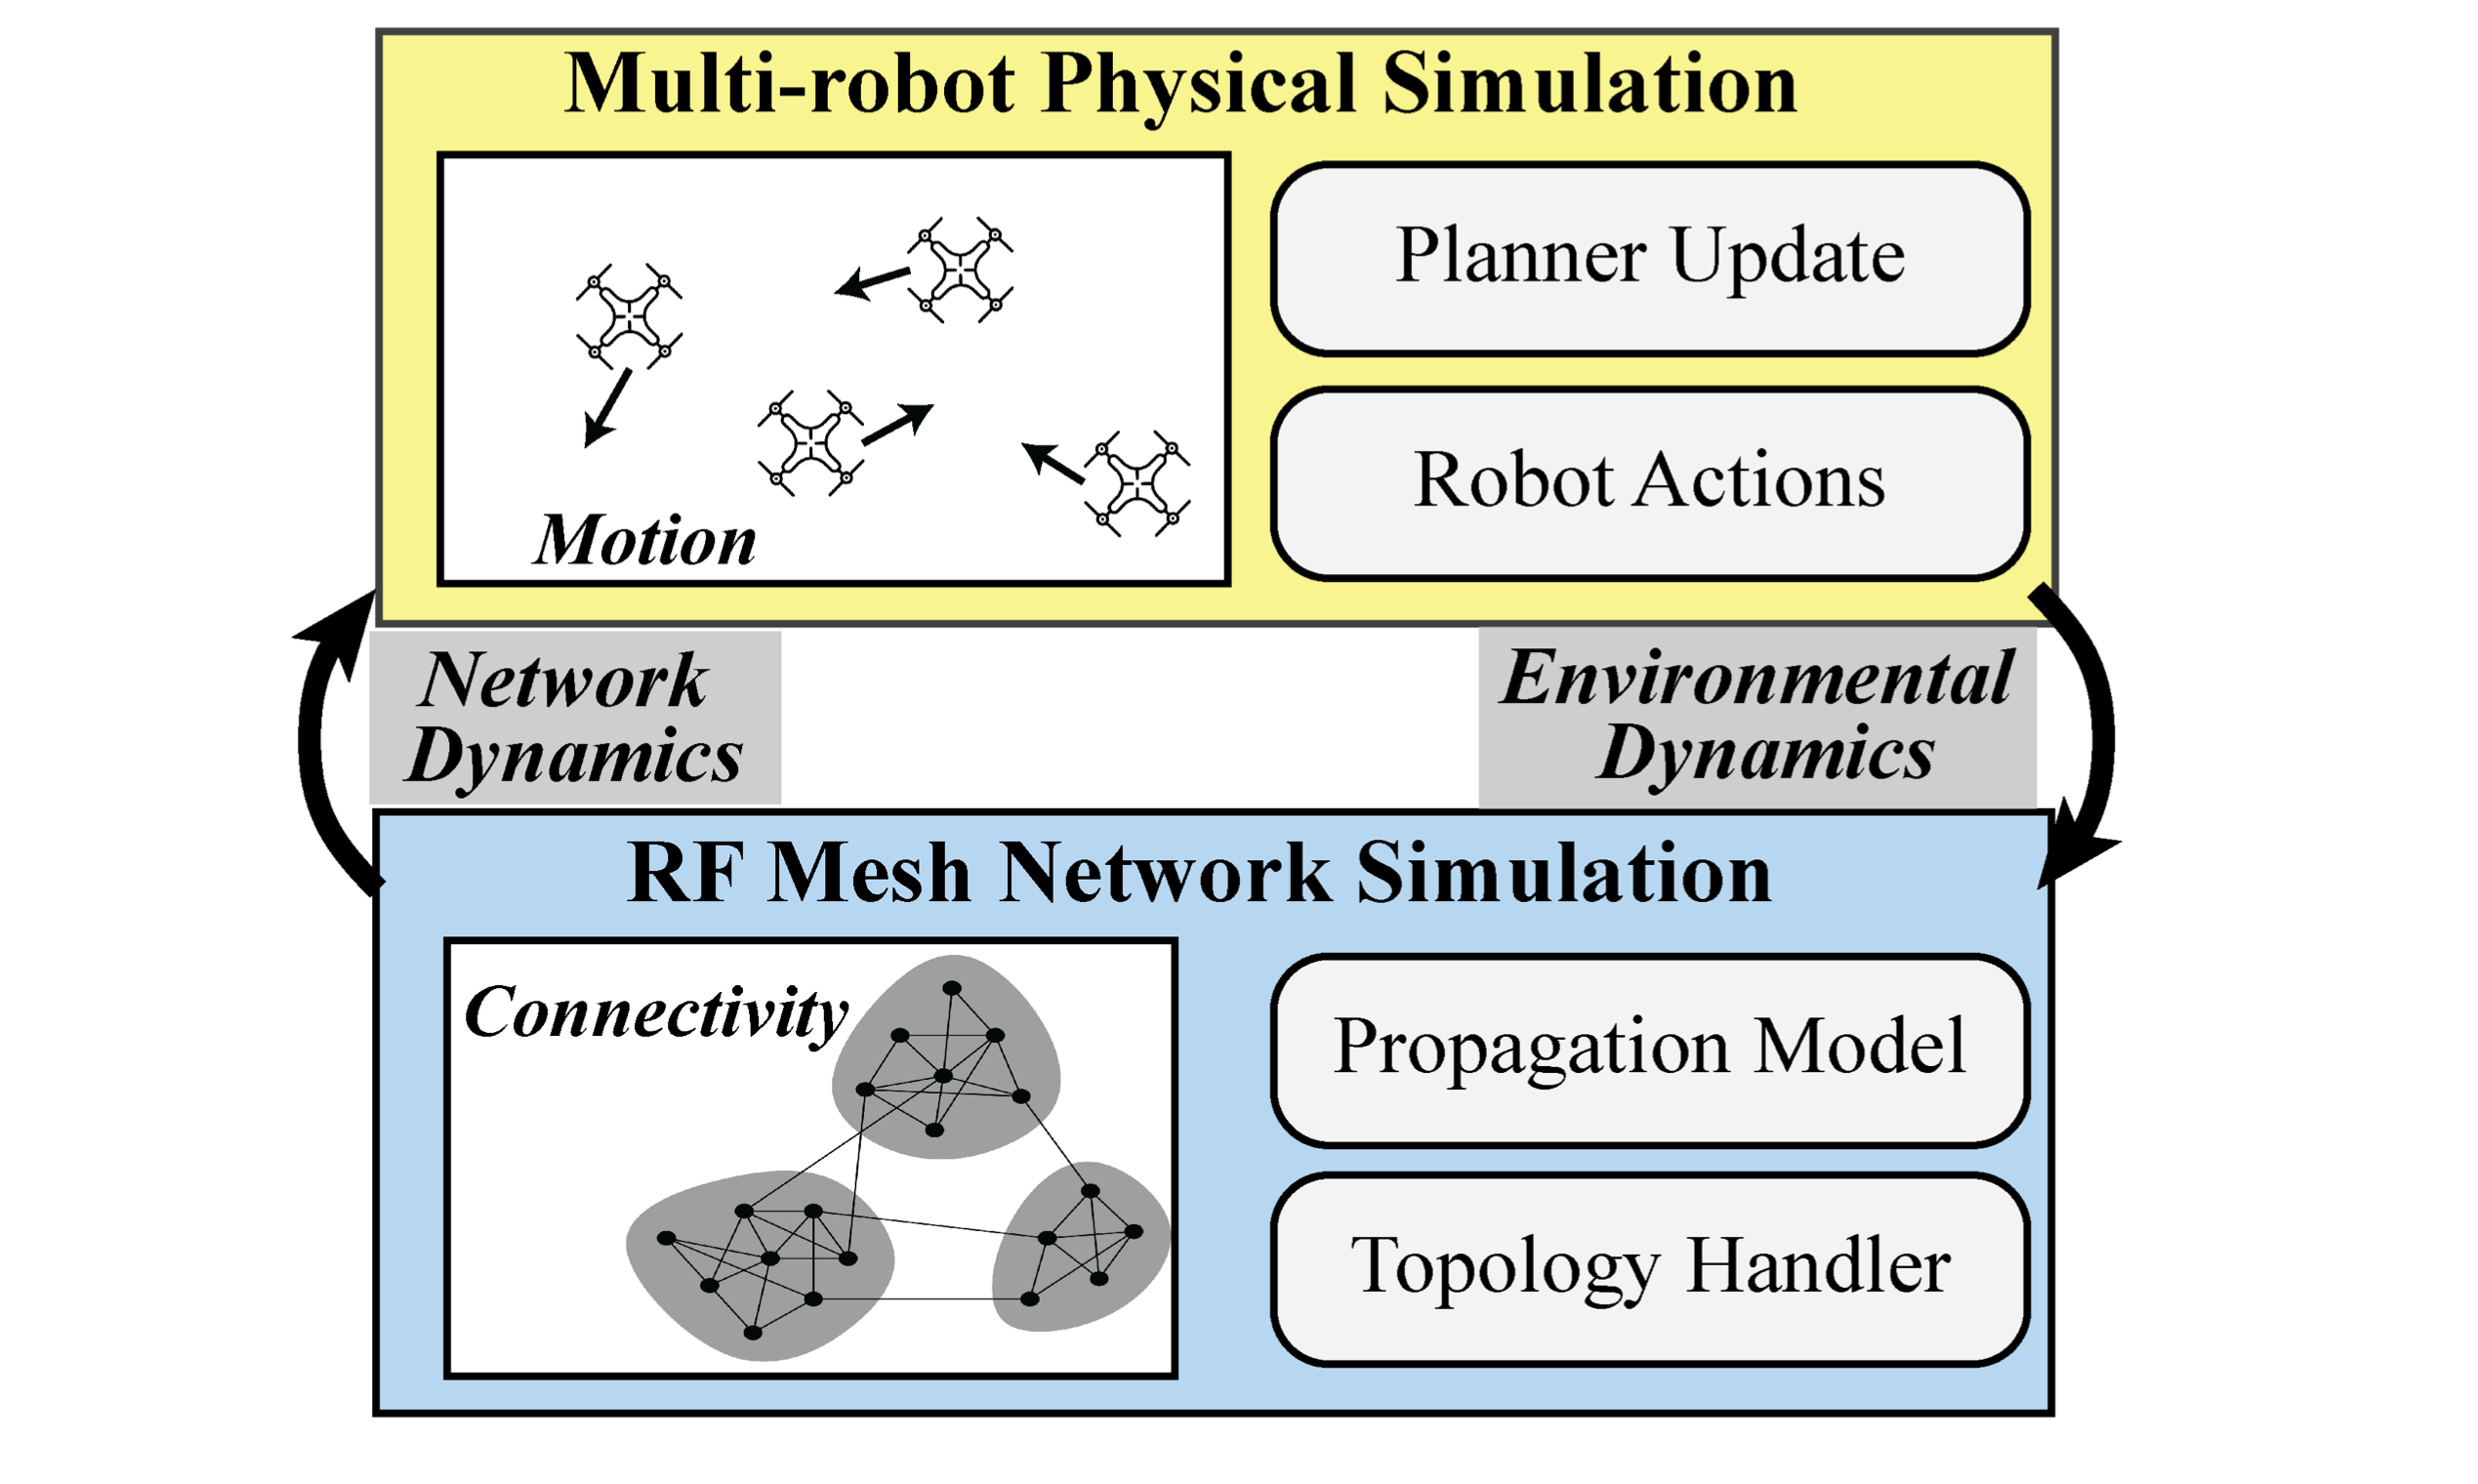 Multi-robot Physical Simulation
Planner Update
Robot Actions
Motion
Network
Dynamics
Environmental
Dynamics
RF Mesh Network Simulation
Connectivity
Propagation Model
Topology Handler